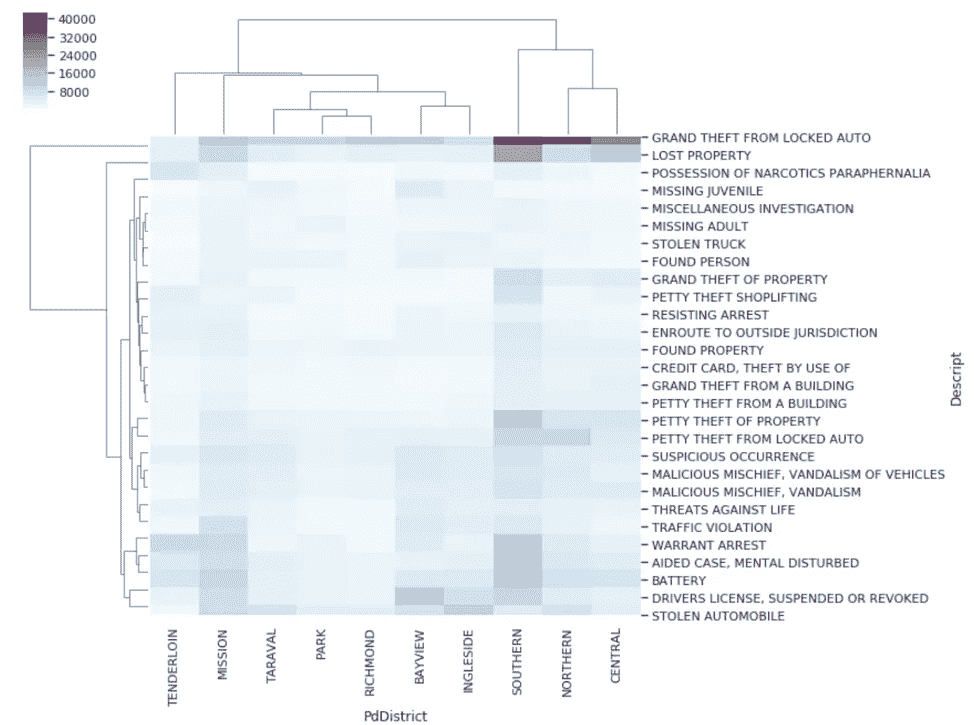 40000
32000
24000
16000
8000
GRAND THEFT FROM LOCKED AUTO
LOST PROPERTY
POSSESSION OF NARCOTICS PARAPHERNALIA
MISSING JUVENILE
MISCELLANEOUS INVESTIGATION
MISSING ADULT
STOLEN TRUCK
FOUND PERSON
GRAND THEFT OF PROPERTY
PETTY THEFT SHOPLIFTING
RESISTING ARREST
ENROUTE TO OUTSIDE JURISDICTION
FOUND PROPERTY
CREDIT CARD, THEFT BY USE OF
GRAND THEFT FROM A BUILDING
PETTY THEFT FROM A BUILDING
PETTY THEFT OF PROPERTY
PETTY THEFT FROM LOCKED AUTO
SUSPICIOUS OCCURRENCE
MALICIOUS MISCHIEF, VANDALISM OF VEHICLES
MALICIOUS MISCHIEF, VANDALISM
THREATS AGAINST LIFE
TRAFFIC VIOLATION
WARRANT ARREST
AIDED CASE, MENTAL DISTURBED
BATTERY
DRIVERS LICENSE, SUSPENDED OR REVOKED
STOLEN AUTOMOBILE
Descript
TENDERLOIN
MISSION
TARAVAL
PARK
RICHMOND
BAYVIEW
INGLESIDE
SOUTHERN
NORTHERN
CENTRAL
PdDistrict